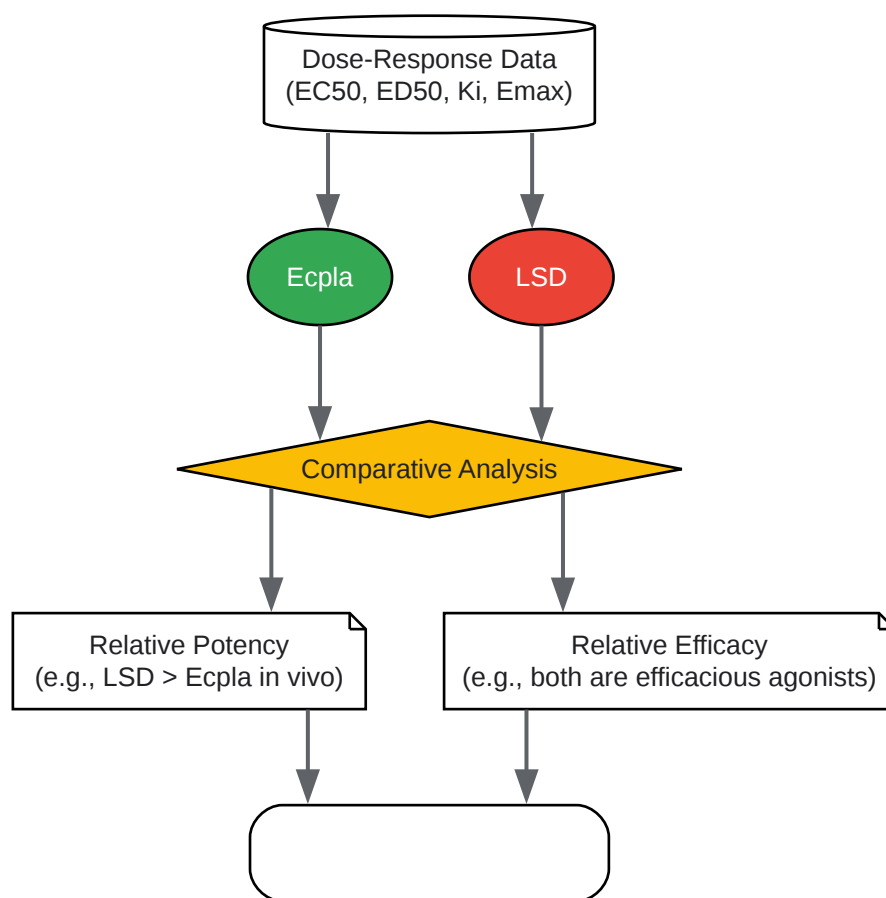 Dose-Response Data
(EC50, ED50, Ki, Emax)
Ecpla
LSD
Comparative Analysis
Relative Potency
(e.g., LSD > Ecpla in vivo)
Relative Efficacy
(e.g., both are efficacious agonists)